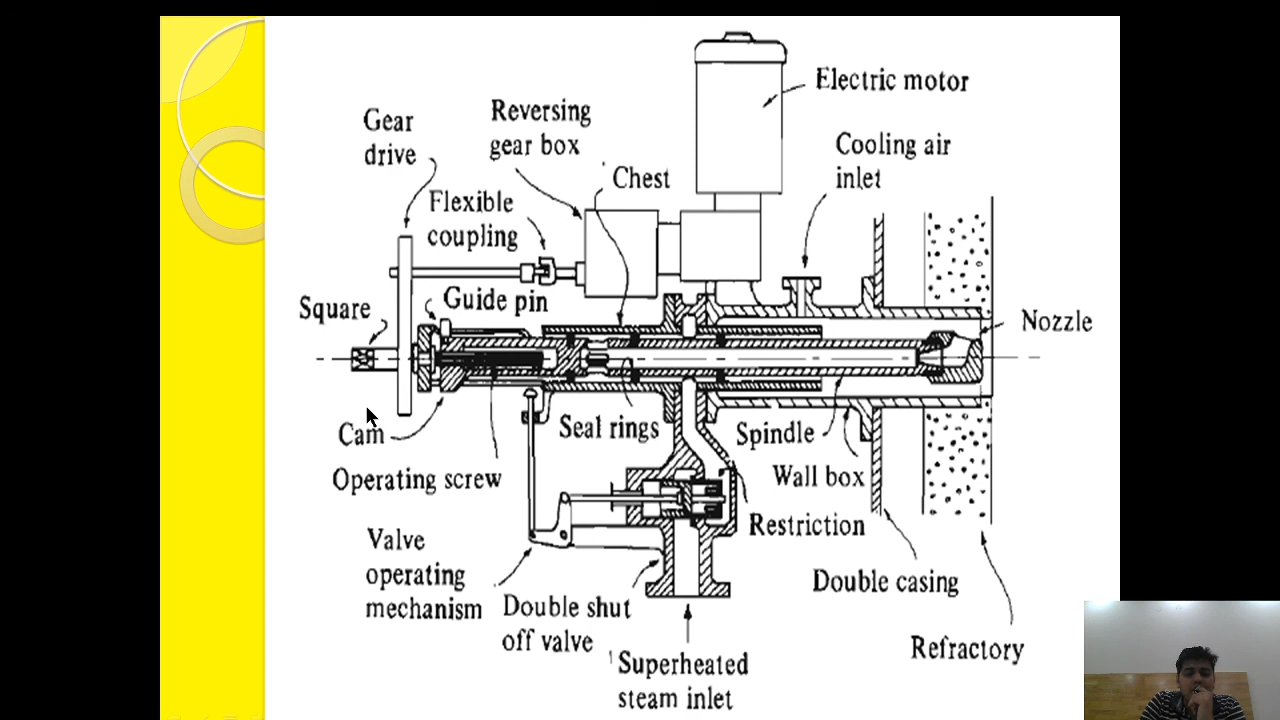 Electric motor
Reversing
gear box
Gear
drive
Cooling air
inlet
Chest
Flexible
coupling
Guide pin
Square
Nozzle
Cam
Seal rings
Spindle
Operating screw
Wall box
Restriction
Valve
operating
mechanism
Double shut
off valve
Double casing
Refractory
Superheated
steam inlet